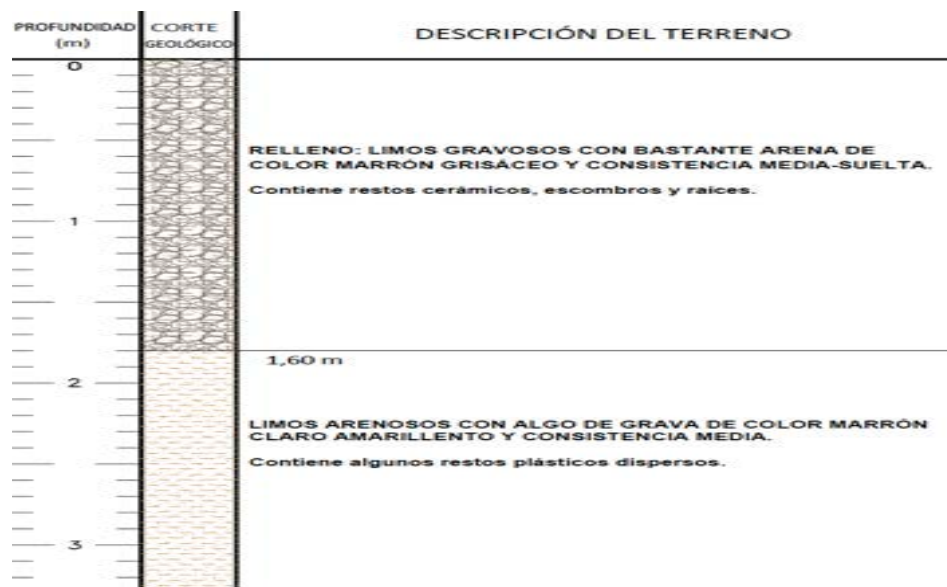 PROFUNDIDAD
(m)
CORTE
GEOLÓGICO
DESCRIPCIÓN DEL TERRENO
0
RELLENO: LIMOS GRAVOSOS CON BASTANTE ARENA DE
COLOR MARRÓN GRISÁCEO Y CONSISTENCIA MEDIA-SUELTA.
Contiene restos cerámicos, escombros y raices.
1
1,60 m
2
LIMOS ARENOSOS CON ALGO DE GRAVA DE COLOR MARRÓN
CLARO AMARILLENTO Y CONSISTENCIA MEDIA.
Contiene algunos restos plásticos dispersos.
3